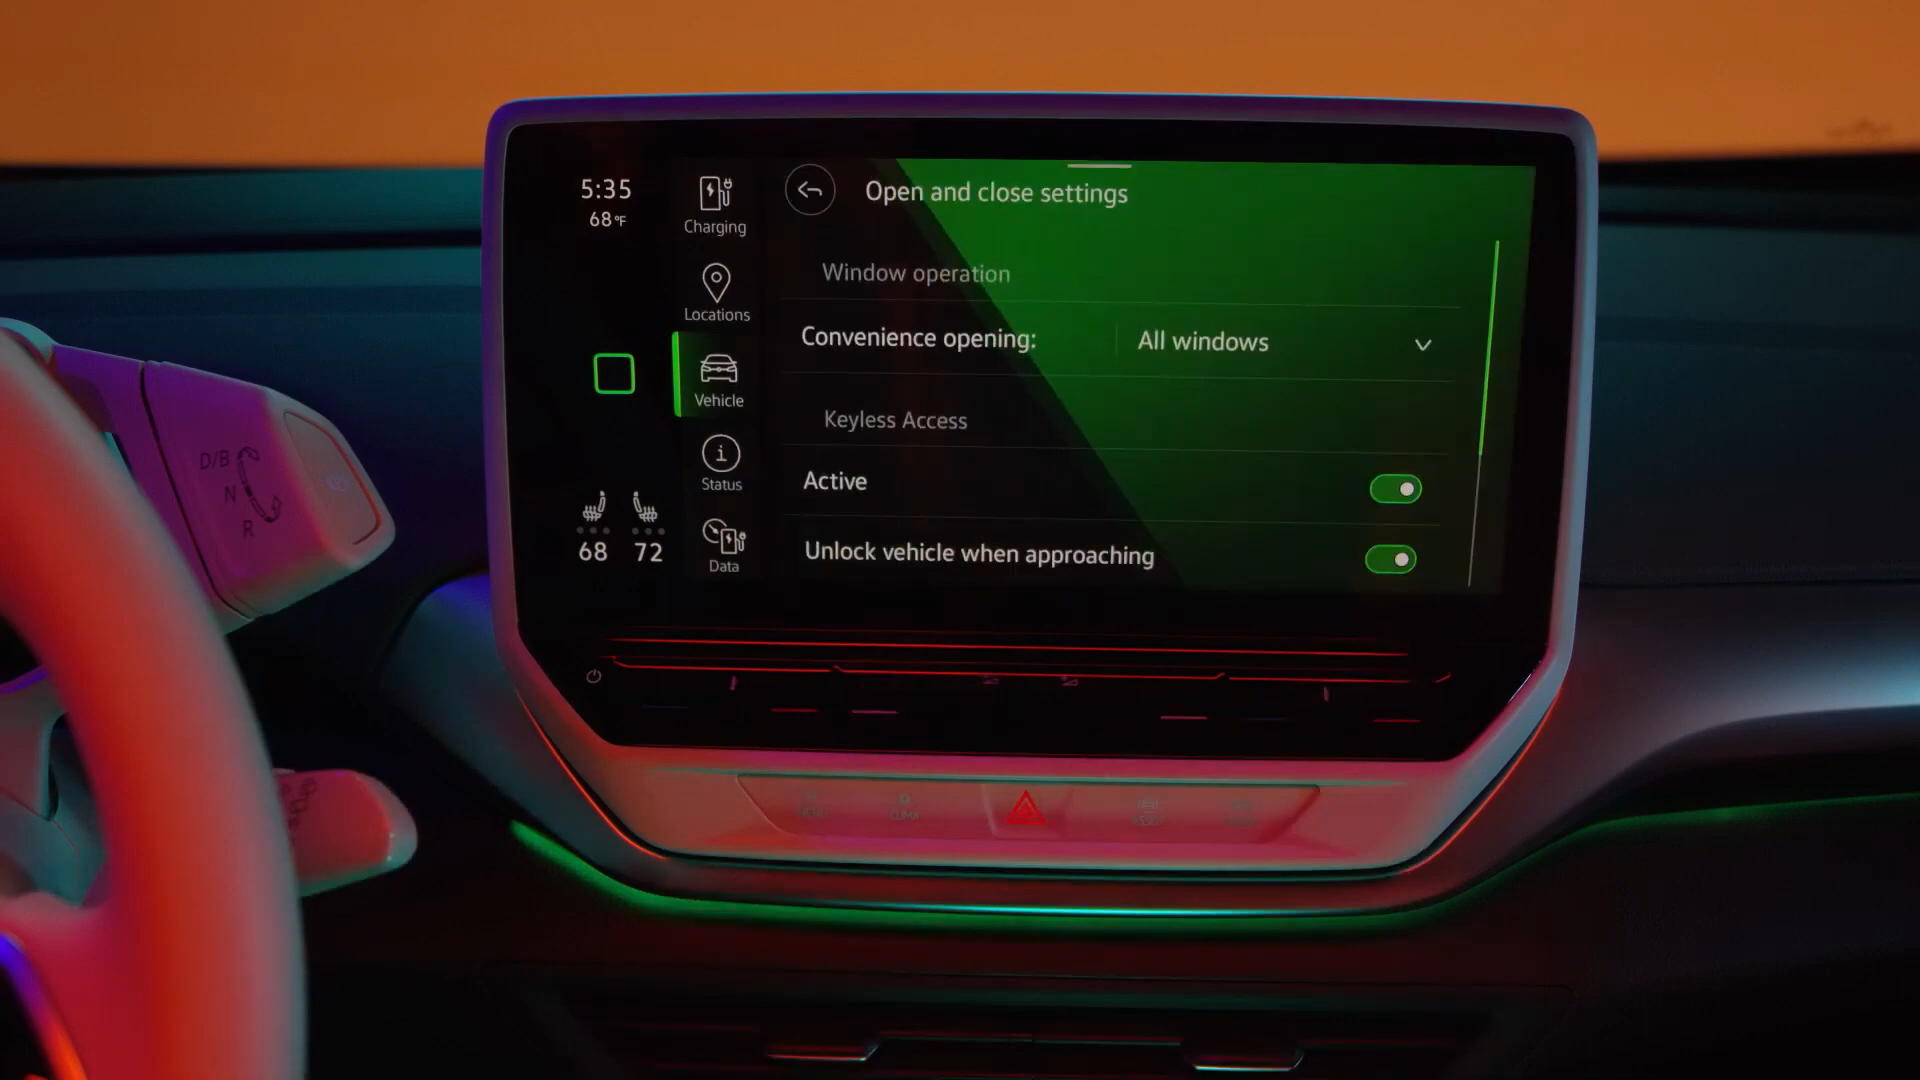 5:35
68°F
Charging
Locations
Vehicle
Status
Data
68 72
Open and close settings
Window operation
Convenience opening: All windows
Keyless Access
Active
Unlock vehicle when approaching
D/B
N
R
CLIMA